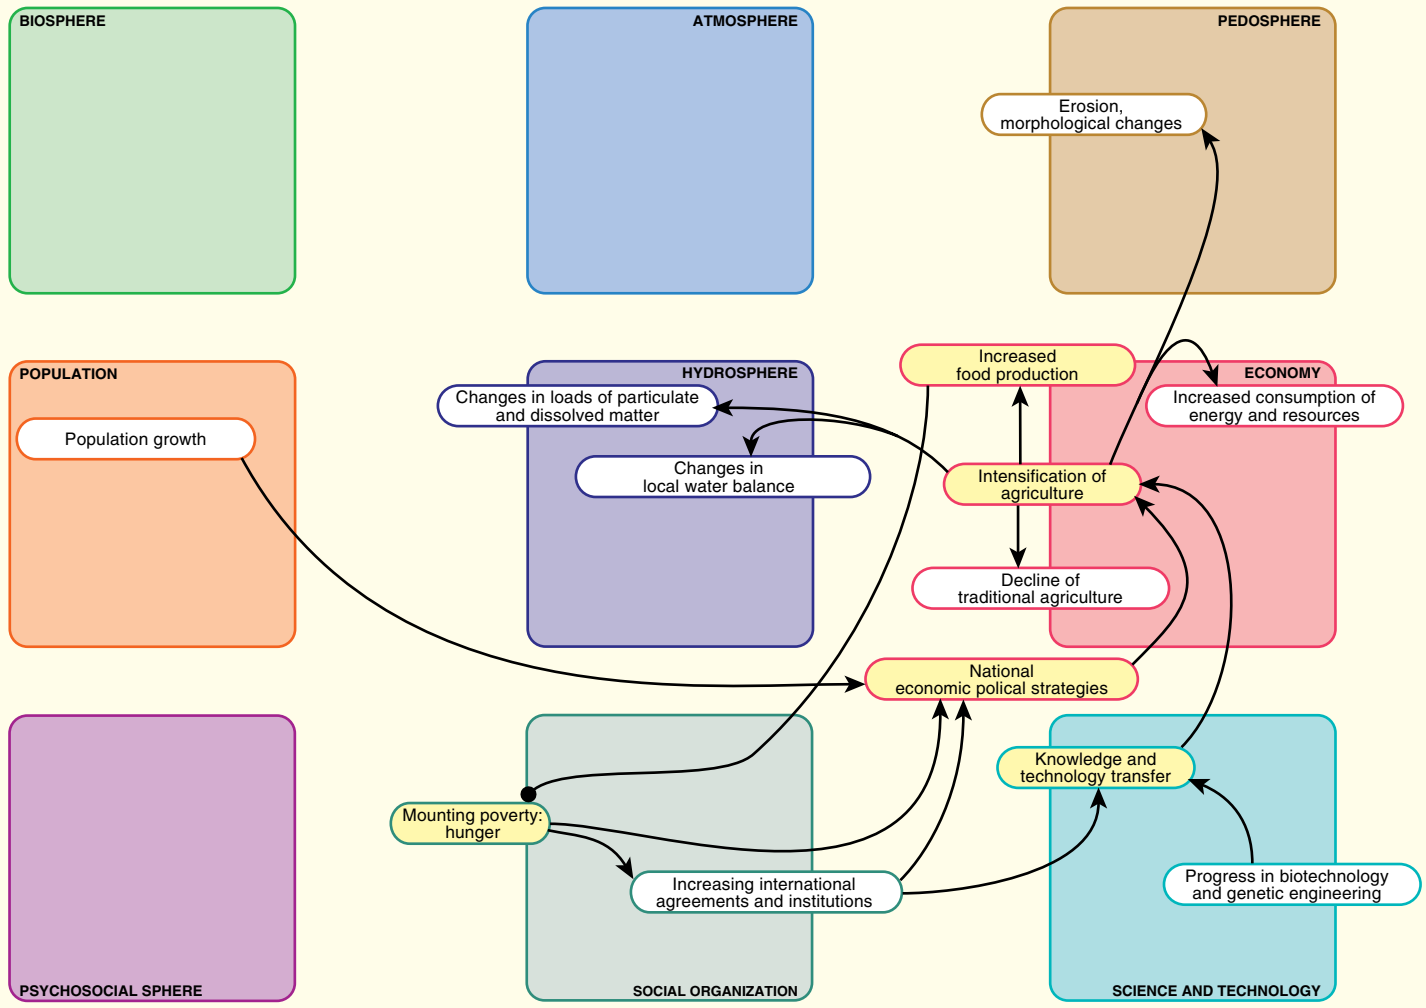 BIOSPHERE
ATMOSPHERE
PEDOSPHERE
Erosion,
morphological changes
POPULATION
Population growth
HYDROSPHERE
Changes in loads of particulate
and dissolved matter
Changes in
local water balance
Increased
food production
ECONOMY
Increased consumption of
energy and resources
Intensification of
agriculture
Decline of
traditional agriculture
National
economic polical strategies
PSYCHOSOCIAL SPHERE
Mounting poverty:
hunger
Increasing international
agreements and institutions
SOCIAL ORGANIZATION
Knowledge and
technology transfer
Progress in biotechnology
and genetic engineering
SCIENCE AND TECHNOLOGY